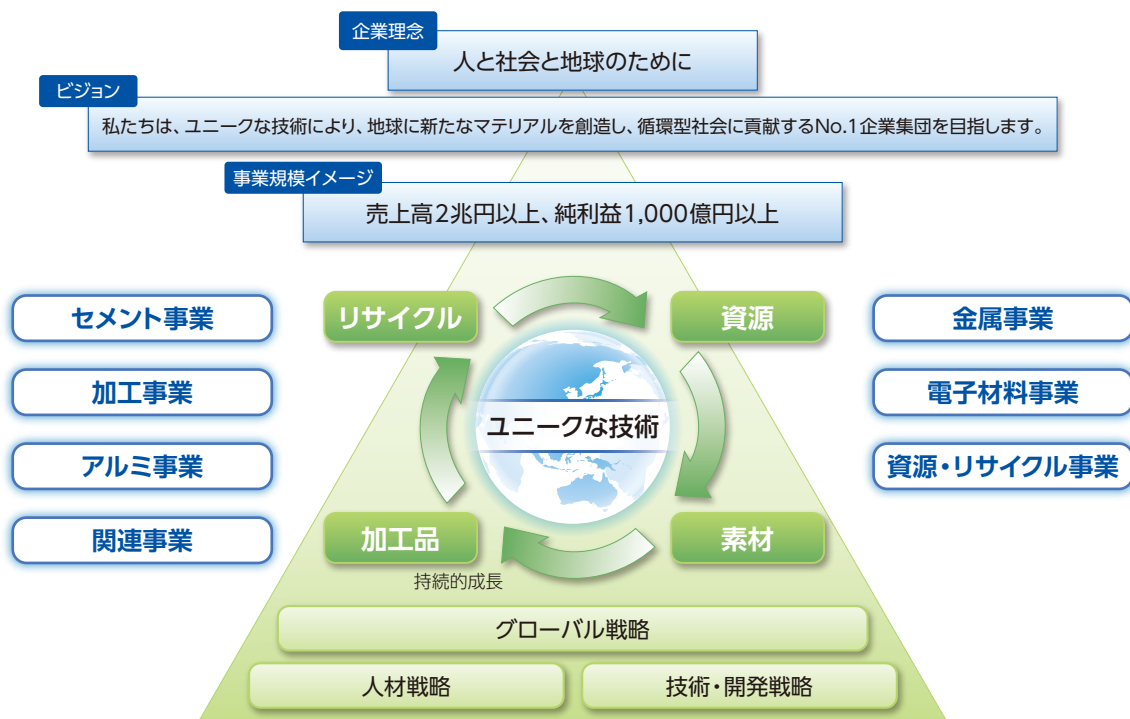 企業理念
人と社会と地球のために
ビジョン
私たちは、ユニークな技術により、地球に新たなマテリアルを創造し、循環型社会に貢献するNo.1企業集団を目指します。
事業規模イメージ
売上高2兆円以上、純利益1,000億円以上
セメント事業
加工事業
アルミ事業
関連事業
リサイクル
資源
ユニークな技術
加工品
素材
持続的成長
金属事業
電子材料事業
資源・リサイクル事業
グローバル戦略
人材戦略
技術・開発戦略